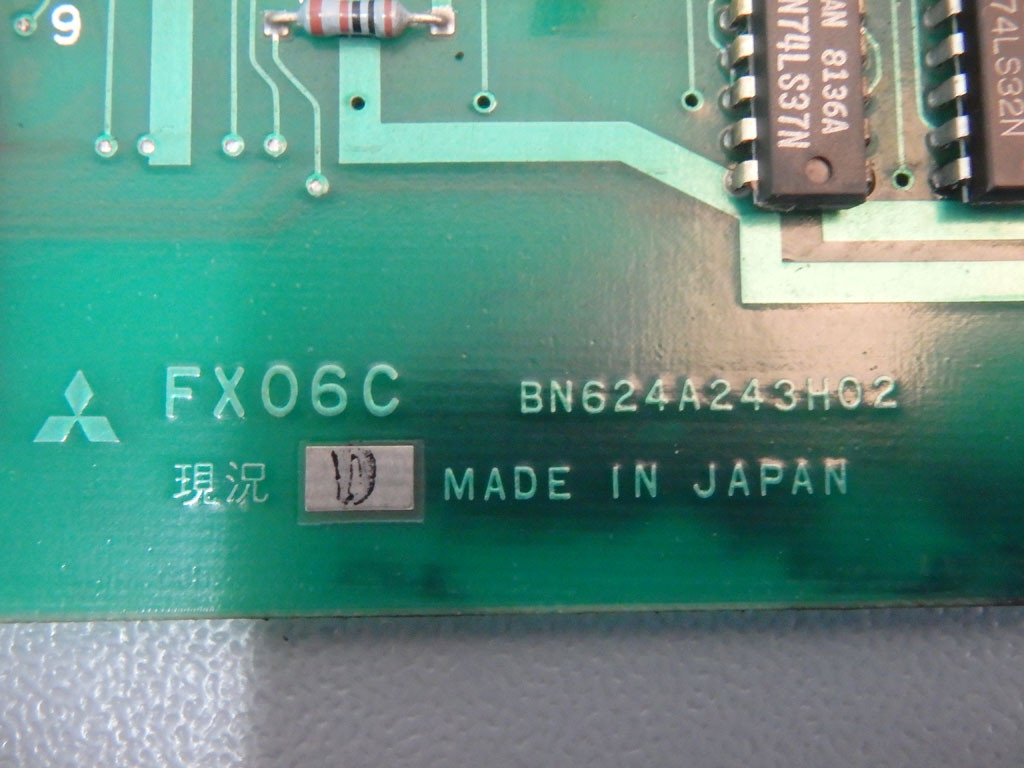 9
N74LS37N
AN 8136A
74LS32N
FX06C
BN624A243H02
現況 D MADE IN JAPAN